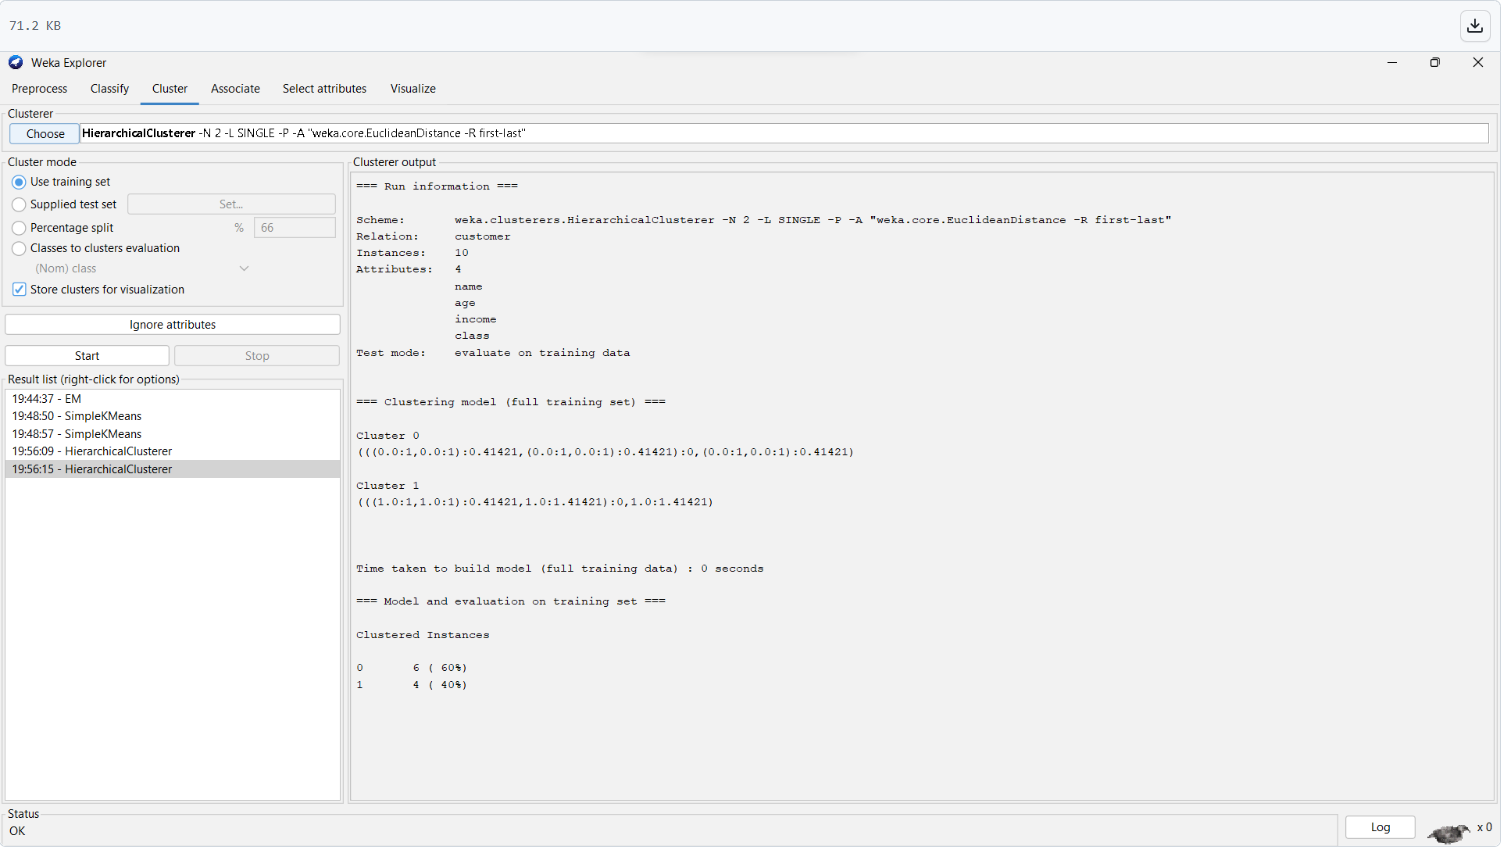 71.2 KB
Weka Explorer
Preprocess Classify Cluster Associate Select attributes Visualize
Clusterer
Choose HierarchicalClusterer -N 2 -L SINGLE -P -A "weka.core.EuclideanDistance -R first-last"
Cluster mode
Use training set
Supplied test set Set...
Percentage split % 66
Classes to clusters evaluation
(Nom) class
Store clusters for visualization
Ignore attributes
Start Stop
Result list (right-click for options)
19:44:37 - EM
19:48:50 - SimpleKMeans
19:48:57 - SimpleKMeans
19:56:09 - HierarchicalClusterer
19:56:15 - HierarchicalClusterer
Clusterer output
=== Run information ===
Scheme: weka.clusterers.HierarchicalClusterer -N 2 -L SINGLE -P -A "weka.core.EuclideanDistance -R first-last"
Relation: customer
Instances: 10
Attributes: 4
name
age
income
class
Test mode: evaluate on training data
=== Clustering model (full training set) ===
Cluster 0
(((0.0:1,0.0:1):0.41421,(0.0:1,0.0:1):0.41421):0,(0.0:1,0.0:1):0.41421)
Cluster 1
(((1.0:1,1.0:1):0.41421,1.0:1.41421):0,1.0:1.41421)
Time taken to build model (full training data) : 0 seconds
=== Model and evaluation on training set ===
Clustered Instances
0 6 ( 60%)
1 4 ( 40%)
Status
OK
Log
x 0